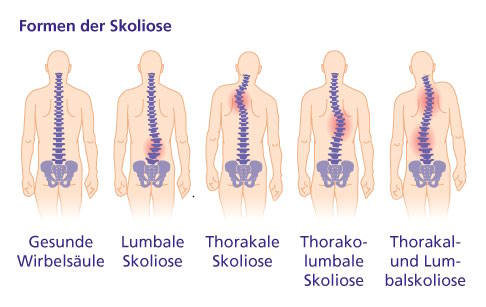 Formen der Skoliose
Gesunde
Wirbelsäule
Lumbale
Skoliose
Thorakale
Skoliose
Thorako-
lumbale
Skoliose
Thorakal-
und Lum-
balskoliose